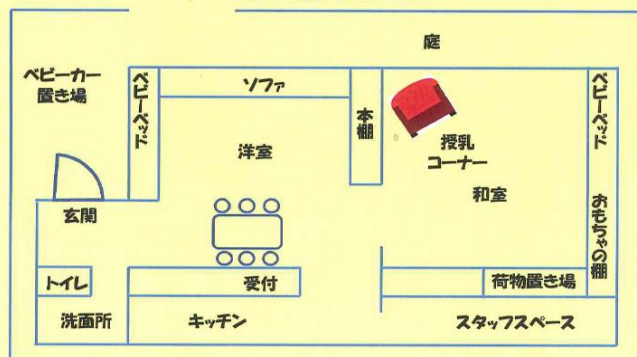 庭
ベビーカー
置き場
ベビーベッド
ソファ
本棚
授乳
コーナー
ベビーベッド
洋室
和室
おもちゃの棚
玄関
トイレ
受付
荷物置き場
洗面所
キッチン
スタッフスペース